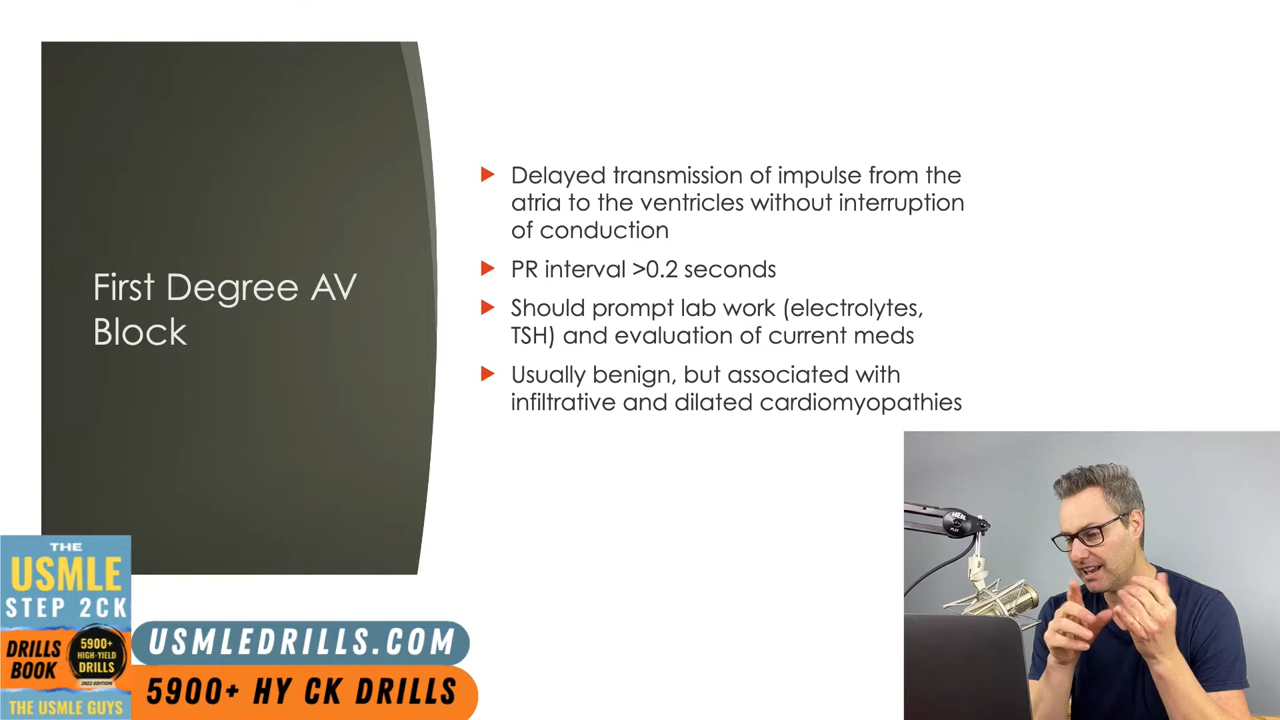 First Degree AV
Block
Delayed transmission of impulse from the
atria to the ventricles without interruption
of conduction
PR interval >0.2 seconds
Should prompt lab work (electrolytes,
TSH) and evaluation of current meds
Usually benign, but associated with
infiltrative and dilated cardiomyopathies
THE
USMLE
STEP 2CK
DRILLS
BOOK
5900+
HIGH-YIELD
DRILLS
2022 EDITION
THE USMLE GUYS
USMLEDRILLS.COM
5900+ HY CK DRILLS
HEIL